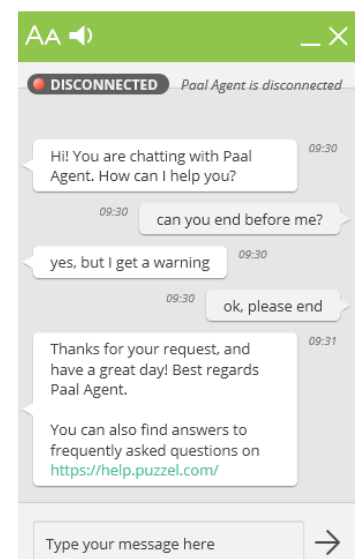 AA
DISCONNECTED Paal Agent is disconnected
Hi! You are chatting with Paal
Agent. How can I help you?
09:30
09:30
can you end before me?
yes, but I get a warning
09:30
09:30
ok, please end
Thanks for your request, and
have a great day! Best regards
Paal Agent.
09:31
You can also find answers to
frequently asked questions on
https://help.puzzel.com/
Type your message here